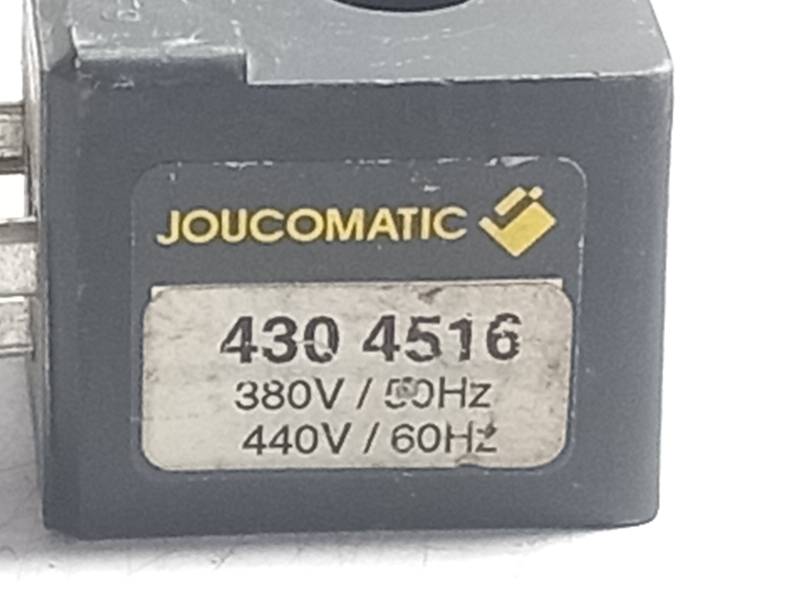 JOUCOMATIC
430 4516
380V / 50Hz
440V / 60Hz